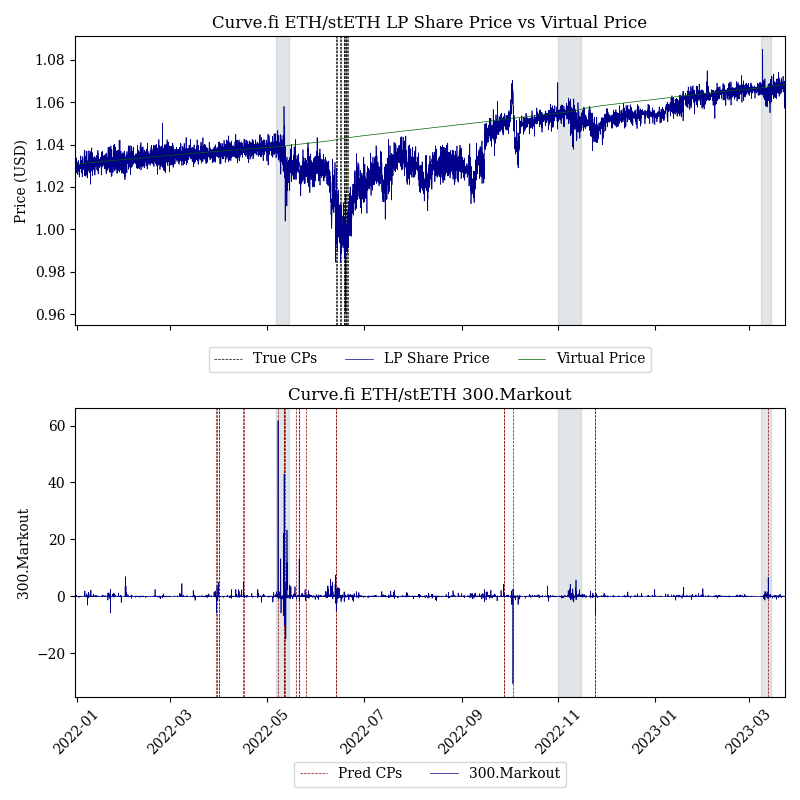 Curve.fi ETH/stETH LP Share Price vs Virtual Price
Price (USD)
1.08
1.06
1.04
1.02
1.00
0.98
0.96
True CPs LP Share Price Virtual Price
Curve.fi ETH/stETH 300.Markout
300.Markout
60
40
20
0
−20
2022-01 2022-03 2022-05 2022-07 2022-09 2022-11 2023-01 2023-03
Pred CPs 300.Markout